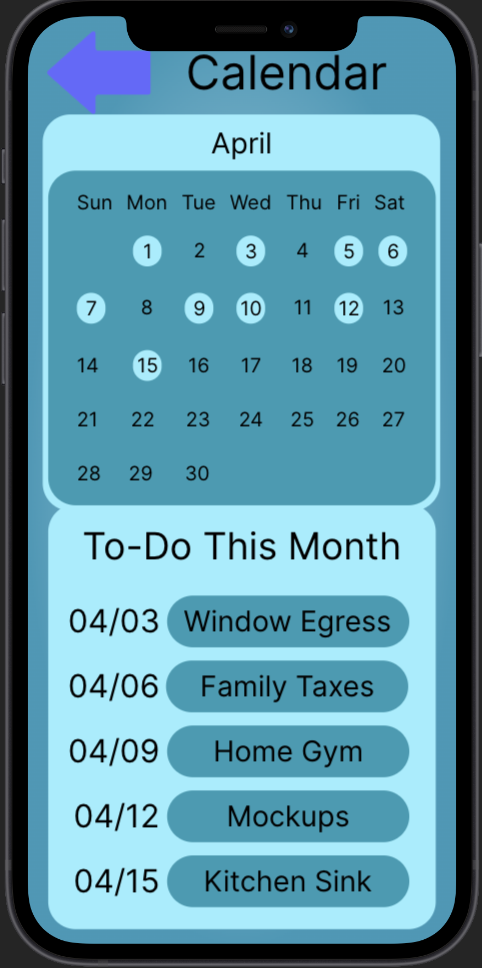 Calendar
April
Sun Mon Tue Wed Thu Fri Sat
1 2 3 4 5 6
7 8 9 10 11 12 13
14 15 16 17 18 19 20
21 22 23 24 25 26 27
28 29 30
To-Do This Month
04/03 Window Egress
04/06 Family Taxes
04/09 Home Gym
04/12 Mockups
04/15 Kitchen Sink